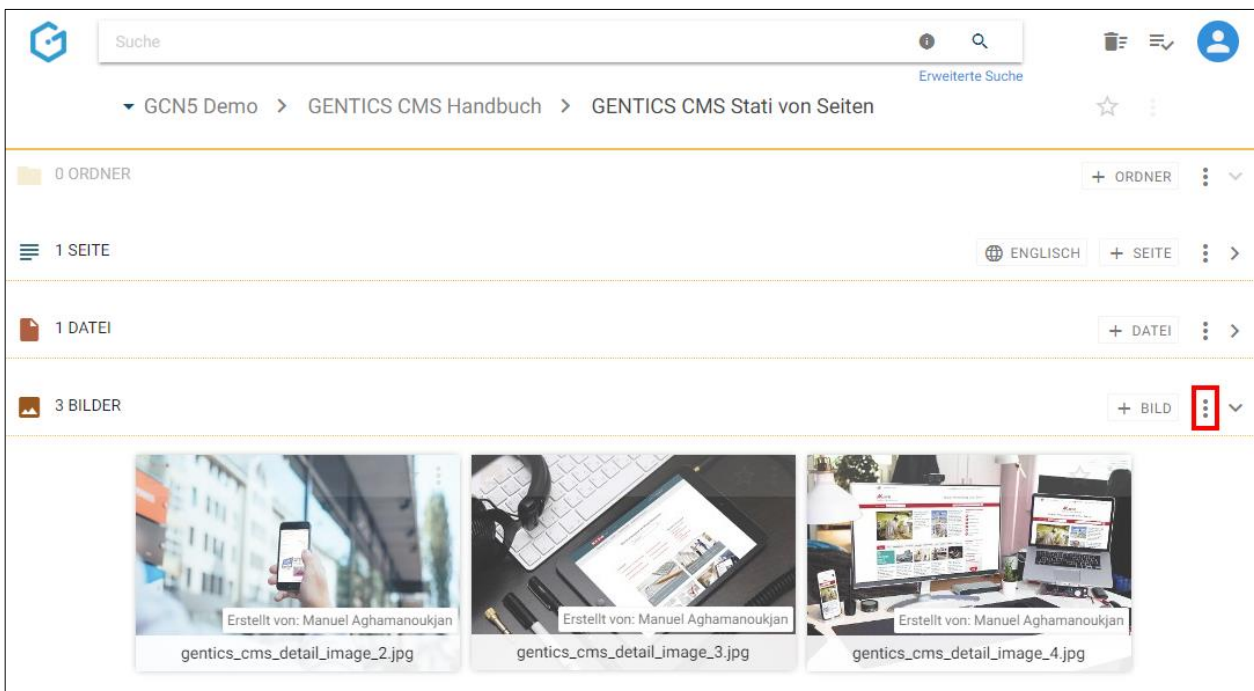 Suche
Erweiterte Suche
GCN5 Demo > GENTICS CMS Handbuch > GENTICS CMS Stati von Seiten
0 ORDNER + ORDNER
1 SEITE ENGLISCH + SEITE
1 DATEI + DATEI
3 BILDER + BILD
Erstellt von: Manuel Aghamanoukjan Erstellt von: Manuel Aghamanoukjan Erstellt von: Manuel Aghamanoukjan
gentics_cms_detail_image_2.jpg gentics_cms_detail_image_3.jpg gentics_cms_detail_image_4.jpg